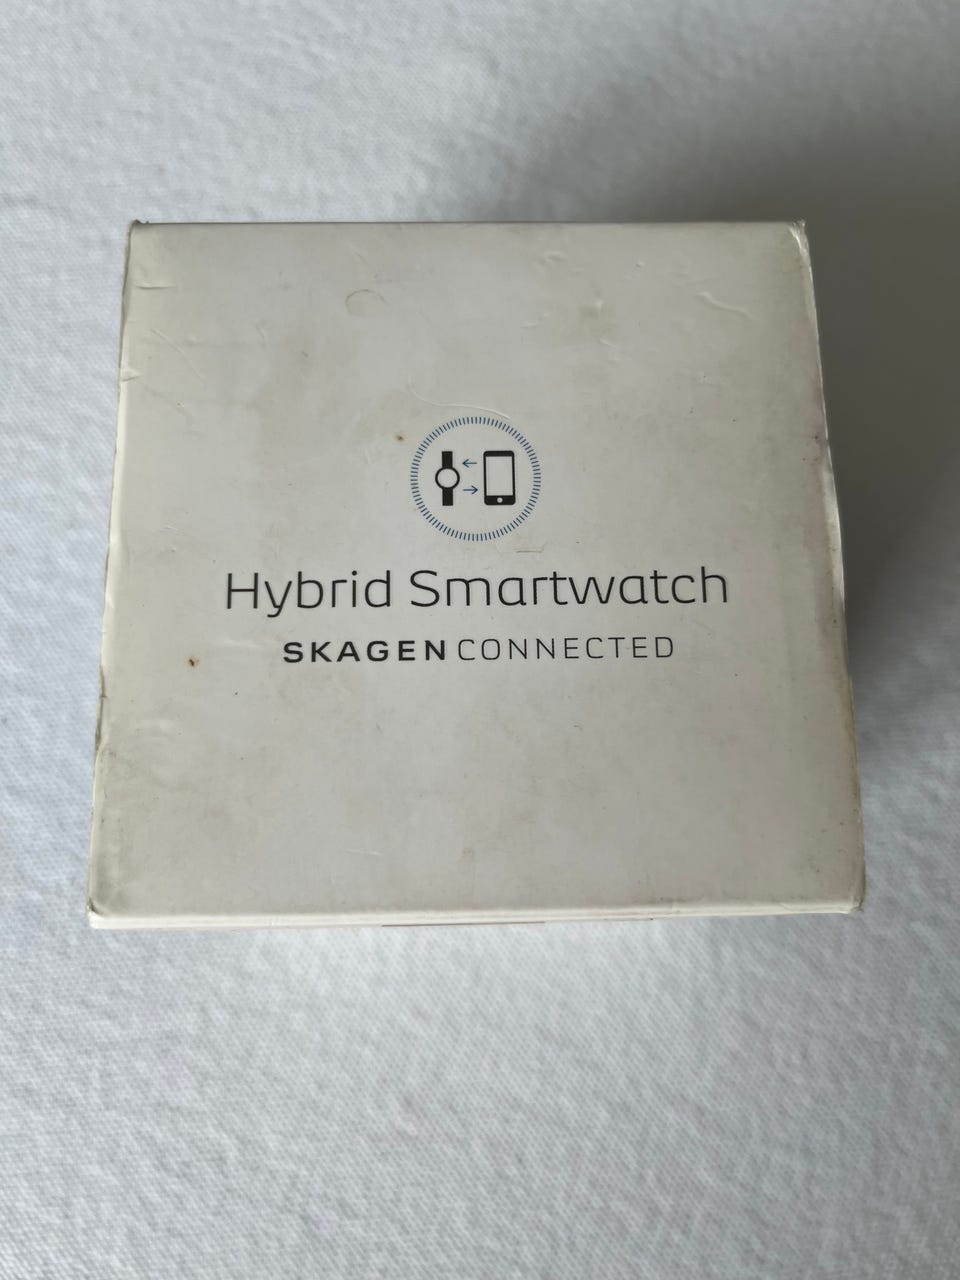 Hybrid Smartwatch
SKAGEN CONNECTED